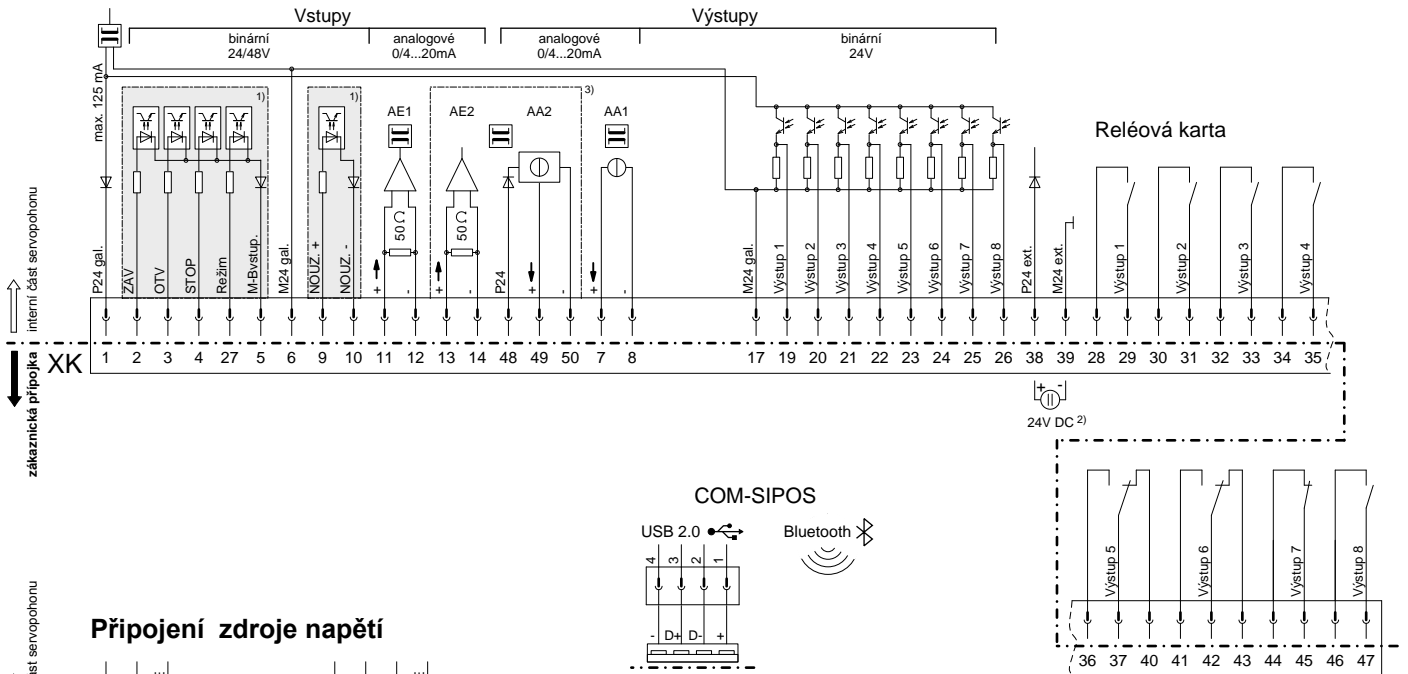 Vstupy
Výstupy
binární
24/48V
analogové
0/4...20mA
analogové
0/4...20mA
binární
24V
max. 125 mA
1)
1)
3)
AE1
AE2
AA2
AA1
Reléová karta
50Ω
50Ω
interní část servopohonu
P24 gal.
ZAV
OTV
STOP
Režim
M-Bvstup.
M24 gal.
NOUZ. +
NOUZ. -
+
-
+
-
P24
+
-
+
-
M24 gal.
Výstup 1
Výstup 2
Výstup 3
Výstup 4
Výstup 5
Výstup 6
Výstup 7
Výstup 8
P24 ext.
M24 ext.
Výstup 1
Výstup 2
Výstup 3
Výstup 4
XK
1 2 3 4 27 5 6 9 10 11 12 13 14 48 49 50 7 8 17 19 20 21 22 23 24 25 26 38 39 28 29 30 31 32 33 34 35
zákaznická přípojka
+ -
24V DC 2)
COM-SIPOS
USB 2.0
Bluetooth
4 3 2 1
- D+ D- +
Výstup 5
Výstup 6
Výstup 7
Výstup 8
36 37 40 41 42 43 44 45 46 47
Připojení zdroje napětí
ást servopohonu
...
...